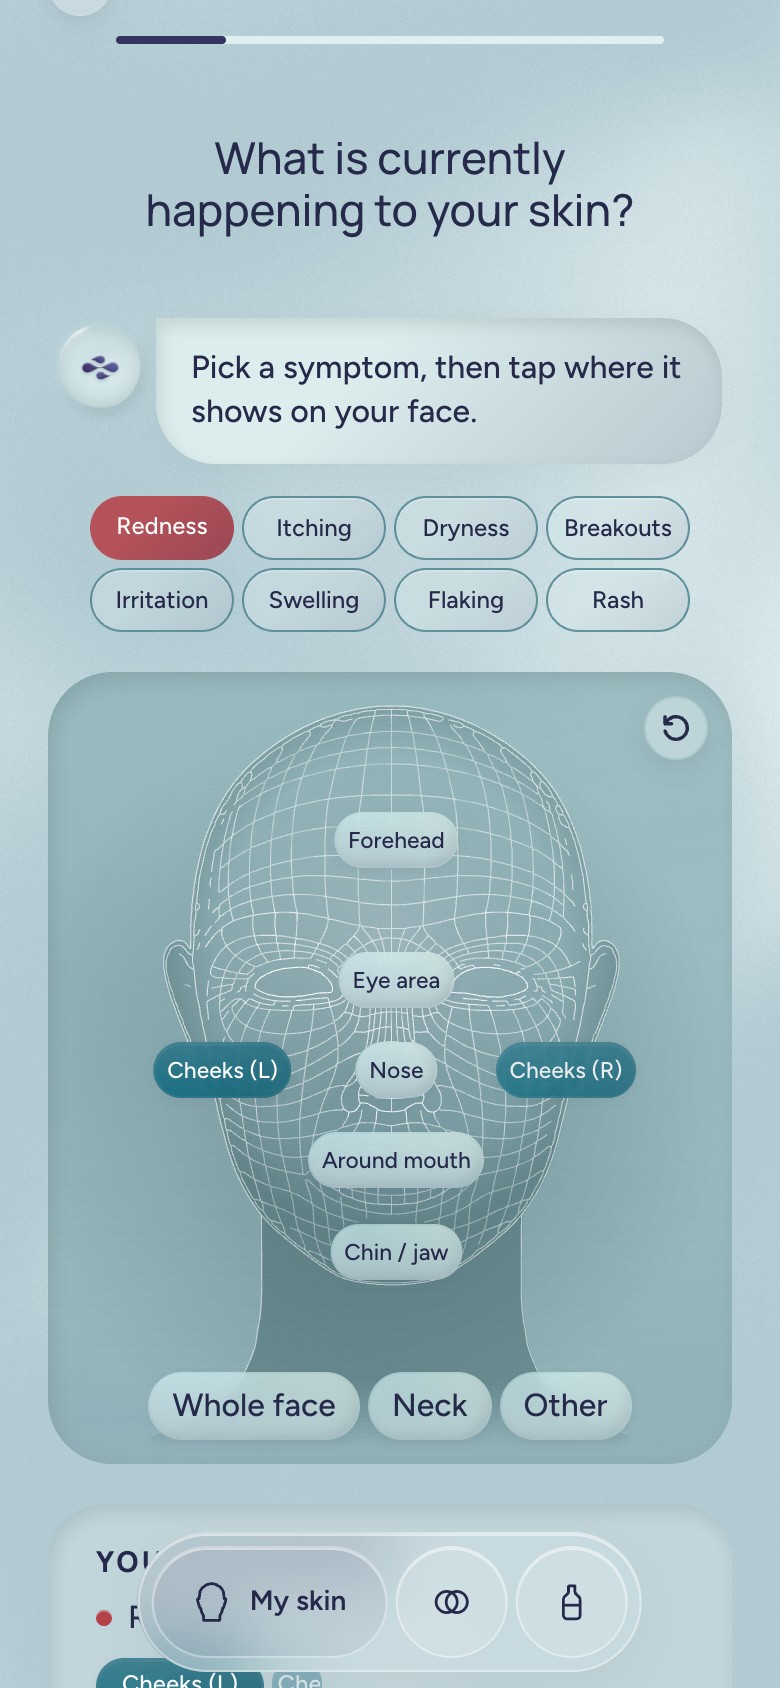 What is currently
happening to your skin?
Pick a symptom, then tap where it
shows on your face.
Redness Itching Dryness Breakouts
Irritation Swelling Flaking Rash
Forehead
Eye area
Cheeks (L) Nose Cheeks (R)
Around mouth
Chin / jaw
Whole face Neck Other
My skin
Cheeks (L)